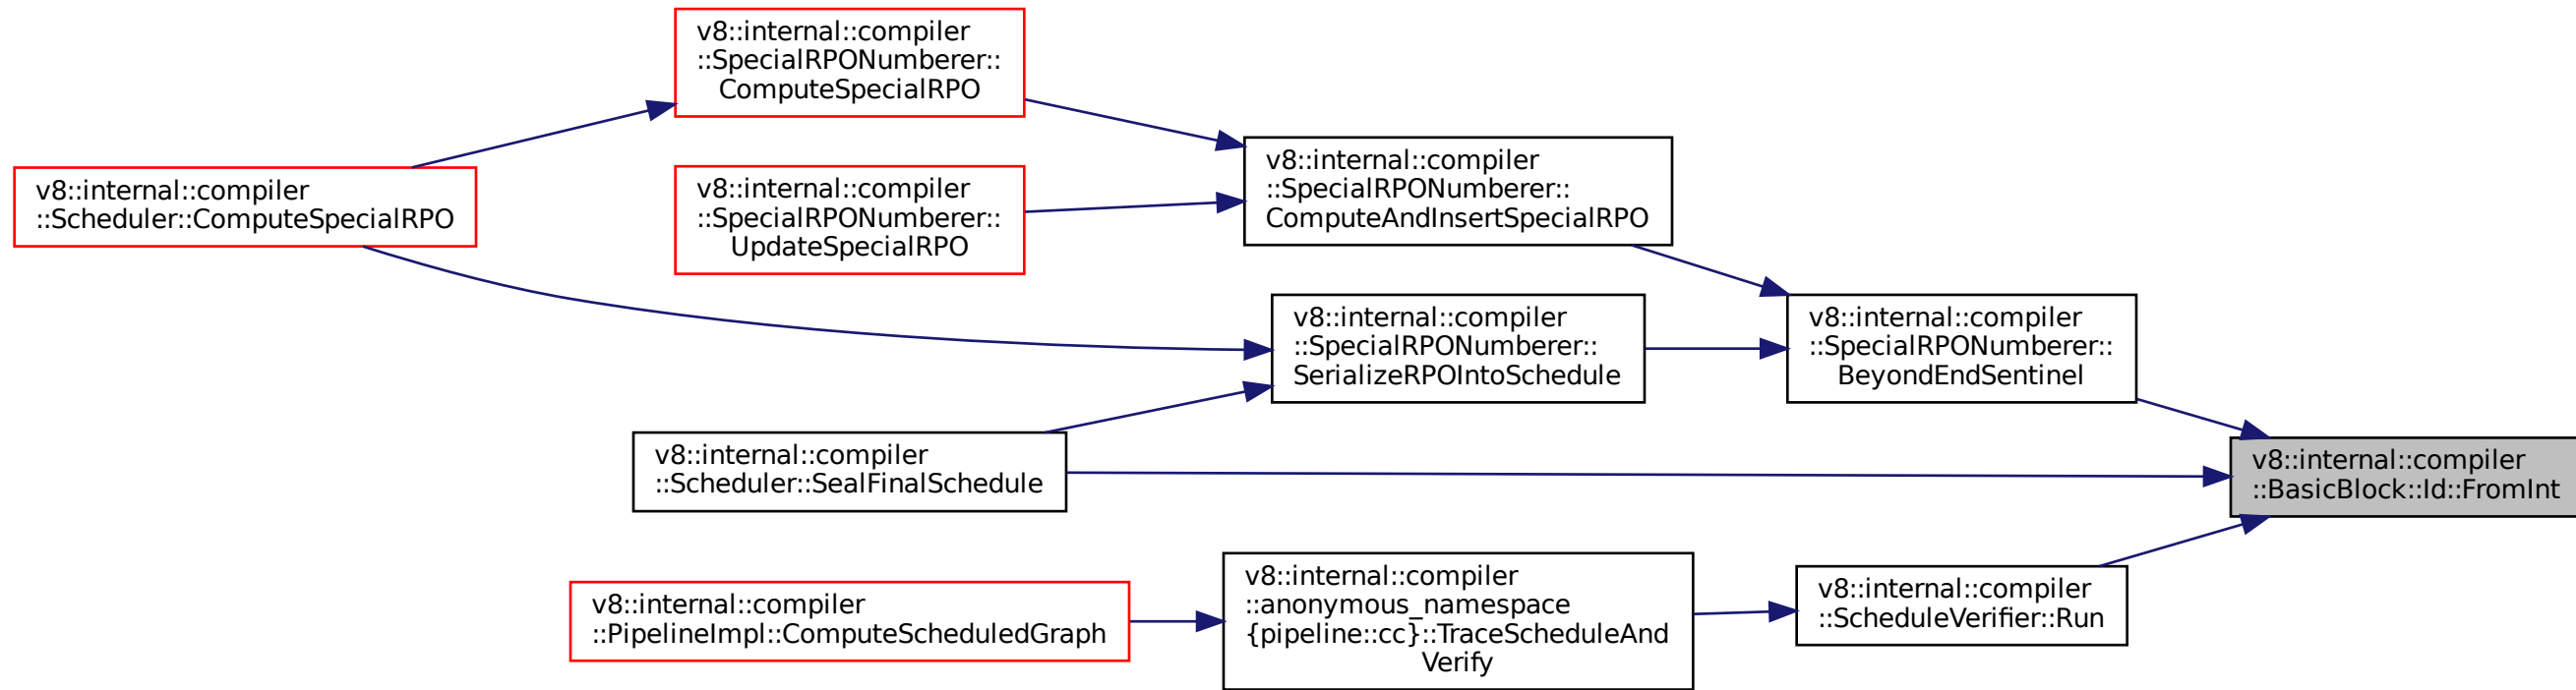 v8::internal::compiler
::SpecialRPONumberer::
ComputeSpecialRPO
v8::internal::compiler
::Scheduler::ComputeSpecialRPO
v8::internal::compiler
::SpecialRPONumberer::
UpdateSpecialRPO
v8::internal::compiler
::SpecialRPONumberer::
ComputeAndInsertSpecialRPO
v8::internal::compiler
::SpecialRPONumberer::
SerializeRPOIntoSchedule
v8::internal::compiler
::SpecialRPONumberer::
BeyondEndSentinel
v8::internal::compiler
::Scheduler::SealFinalSchedule
v8::internal::compiler
::BasicBlock::Id::FromInt
v8::internal::compiler
::PipelineImpl::ComputeScheduledGraph
v8::internal::compiler
::anonymous_namespace
{pipeline::cc}::TraceScheduleAnd
Verify
v8::internal::compiler
::ScheduleVerifier::Run